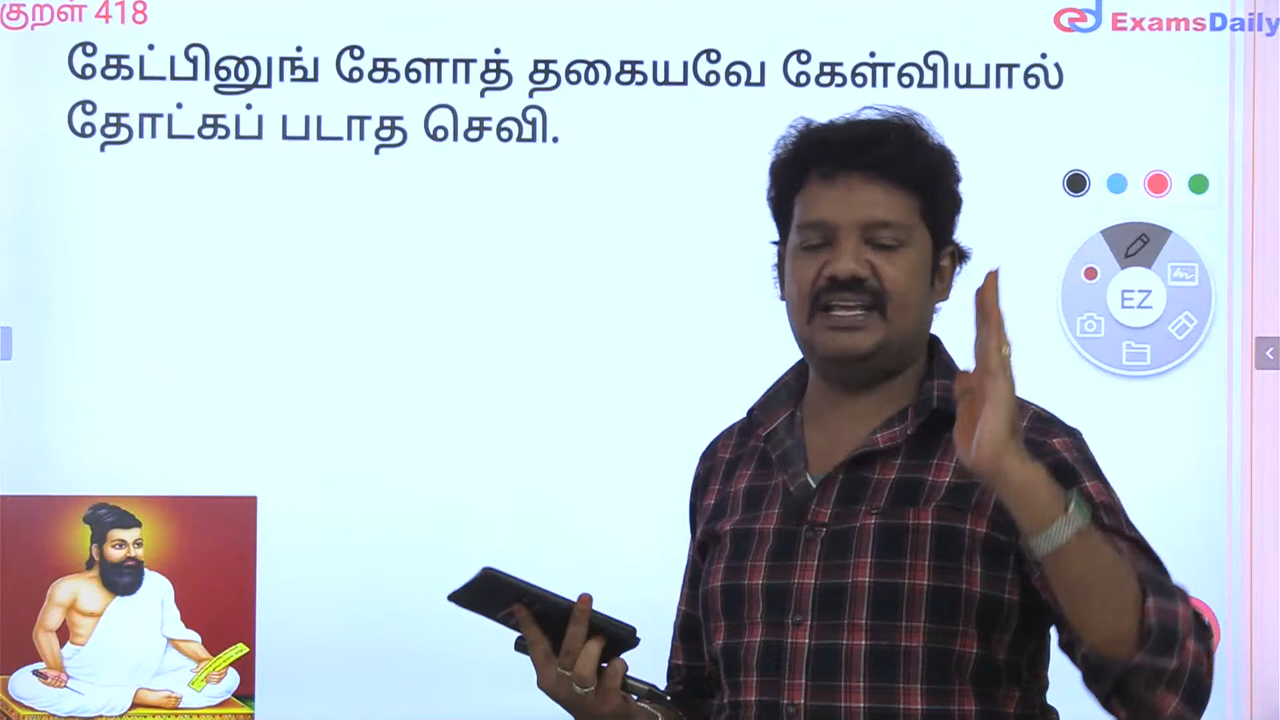 குறள் 418
ExamsDaily
கேட்பினுங் கேளாத் தகையவே கேள்வியால்
தோட்கப் படாத செவி.
EZ